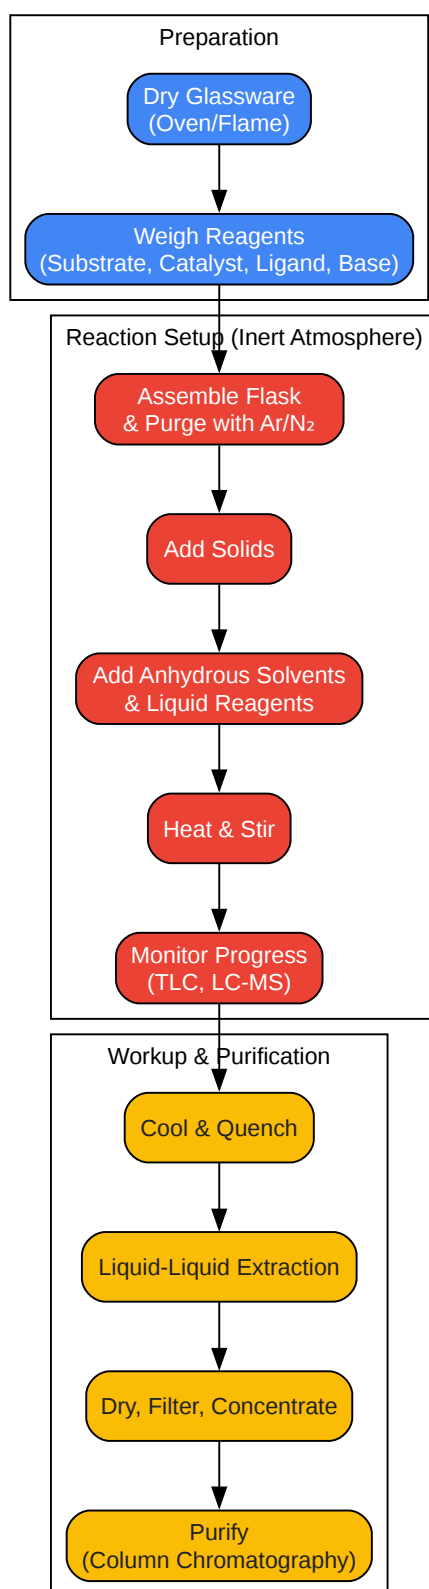 Preparation
Dry Glassware
(Oven/Flame)
Weigh Reagents
(Substrate, Catalyst, Ligand, Base)
Reaction Setup (Inert Atmosphere)
Assemble Flask
& Purge with Ar/N₂
Add Solids
Add Anhydrous Solvents
& Liquid Reagents
Heat & Stir
Monitor Progress
(TLC, LC-MS)
Workup & Purification
Cool & Quench
Liquid-Liquid Extraction
Dry, Filter, Concentrate
Purify
(Column Chromatography)